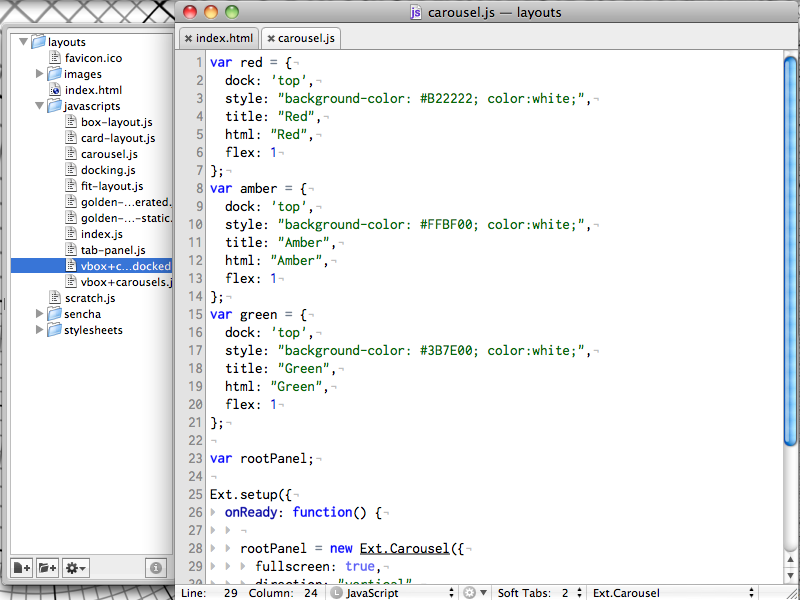 carousel.js — layouts
layouts
favicon.ico
images
index.html
javascripts
box-layout.js
card-layout.js
carousel.js
docking.js
fit-layout.js
golden-...erated.
golden-...-static.
index.js
tab-panel.js
vbox+c...docked
vbox+carousels.j
scratch.js
sencha
stylesheets
index.html carousel.js
1 var red = {
2 dock: 'top',
3 style: "background-color: #B22222; color:white;",
4 title: "Red",
5 html: "Red",
6 flex: 1
7 };
8 var amber = {
9 dock: 'top',
10 style: "background-color: #FFBF00; color:white;",
11 title: "Amber",
12 html: "Amber",
13 flex: 1
14 };
15 var green = {
16 dock: 'top',
17 style: "background-color: #3B7E00; color:white;",
18 title: "Green",
19 html: "Green",
20 flex: 1
21 };
22
23 var rootPanel;
24
25 Ext.setup({
26 onReady: function() {
27
28 rootPanel = new Ext.Carousel({
29 fullscreen: true,
30 direction: "vertical"
Line: 29 Column: 24 JavaScript Soft Tabs: 2 Ext.Carousel